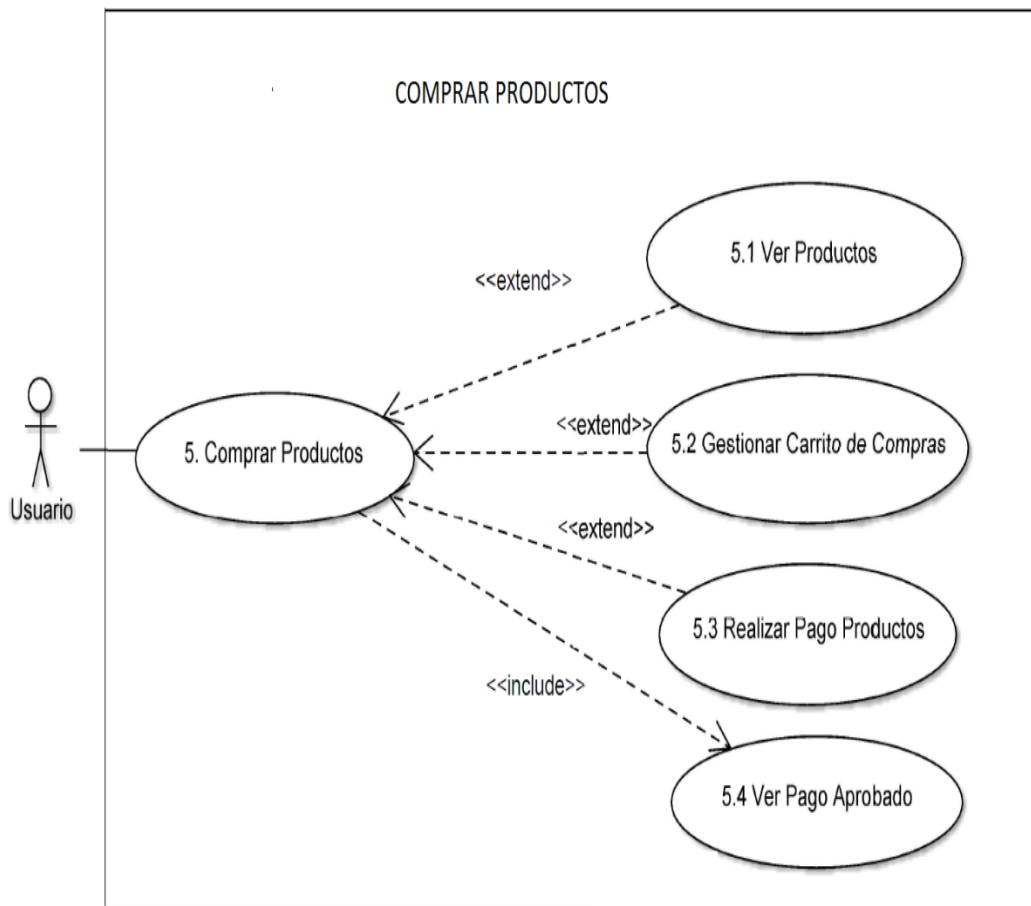 COMPRAR PRODUCTOS
5.1 Ver Productos
<<extend>>
<<extend>>
5. Comprar Productos
5.2 Gestionar Carrito de Compras
Usuario
<<extend>>
5.3 Realizar Pago Productos
<<include>>
5.4 Ver Pago Aprobado